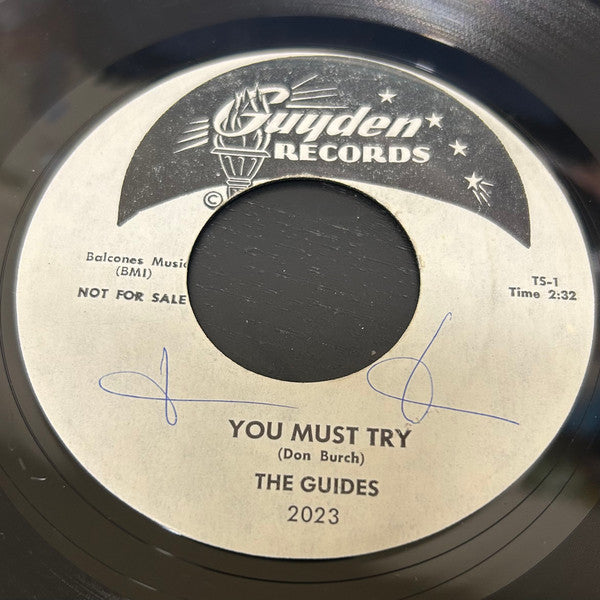 Guyden
RECORDS
©
Balcones Music
(BMI)
NOT FOR SALE
TS-1
Time 2:32
YOU MUST TRY
(Don Burch)
THE GUIDES
2023